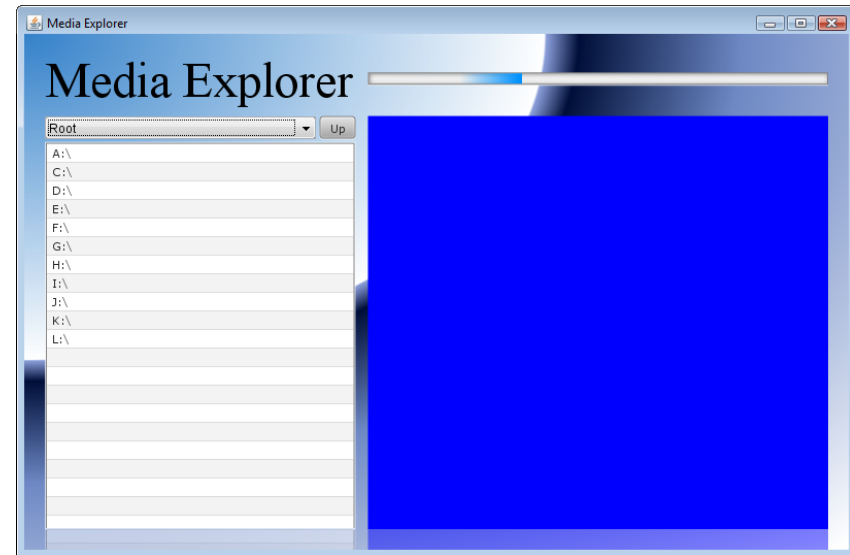 Media Explorer
Media Explorer
Root
Up
A:\
C:\
D:\
E:\
F:\
G:\
H:\
I:\
J:\
K:\
L:\